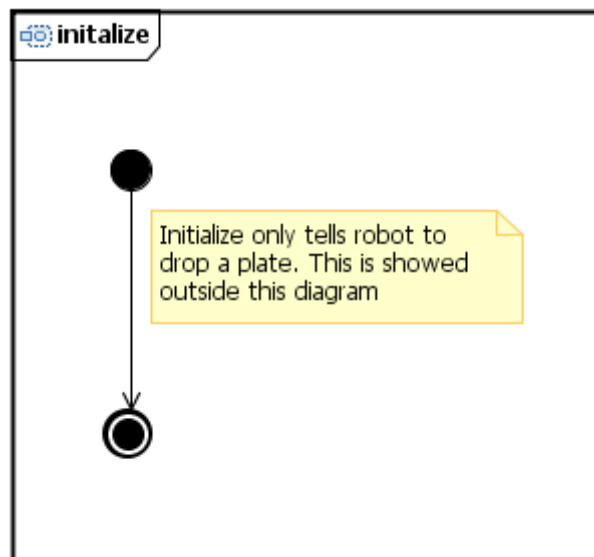 initalize
Initialize only tells robot to
drop a plate. This is showed
outside this diagram